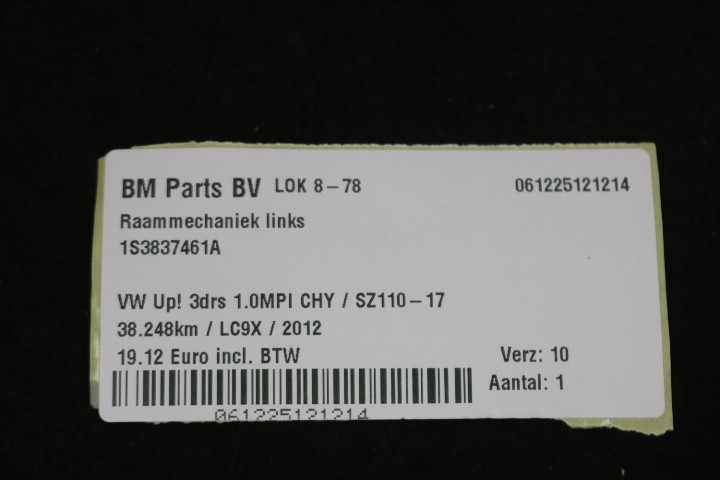 BM Parts BV LOK 8-78 061225121214
Raammechaniek links
1S3837461A
VW Up! 3drs 1.0MPI CHY / SZ110-17
38.248km / LC9X / 2012
19.12 Euro incl. BTW Verz: 10
Aantal: 1
061225121214